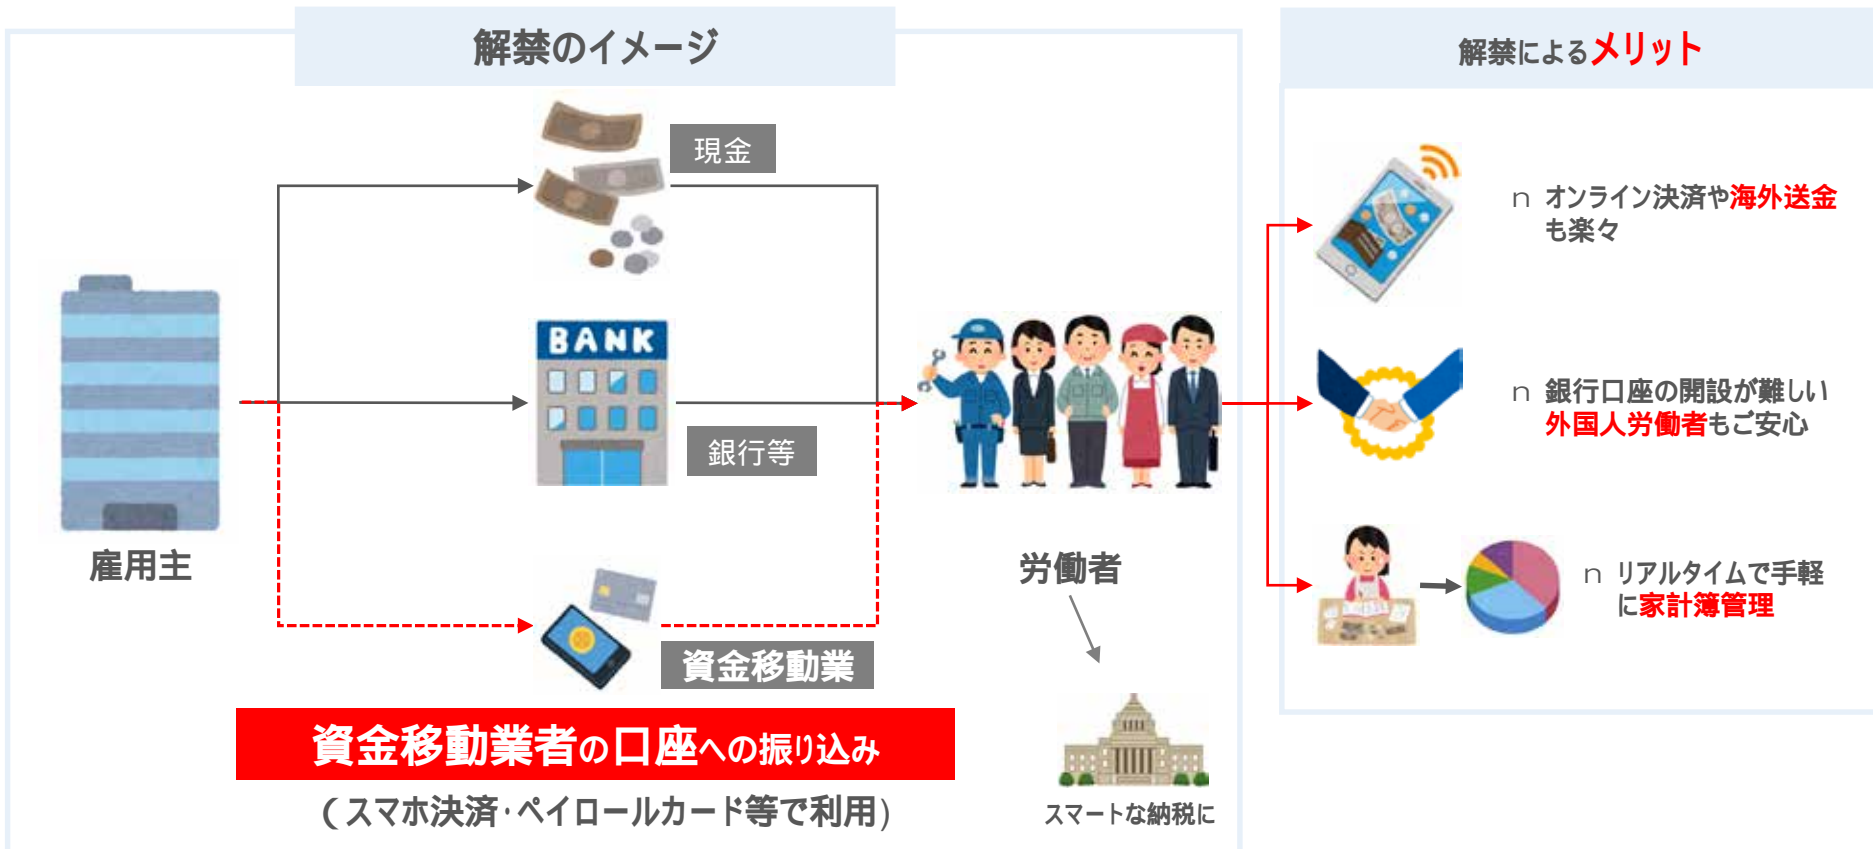 解禁のイメージ
現金
BANK
銀行等
雇用主
資金移動業
資金移動業者の口座への振り込み
(スマホ決済・ペイロールカード等で利用)
労働者
スマートな納税に
解禁によるメリット
n オンライン決済や海外送金
も楽々
n 銀行口座の開設が難しい
外国人労働者もご安心
n リアルタイムで手軽
に家計簿管理